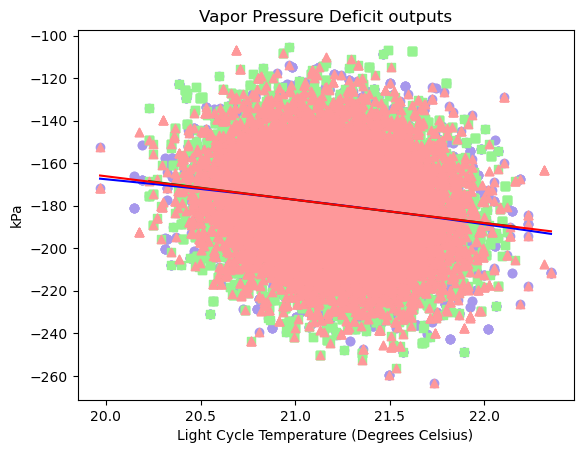 Vapor Pressure Deficit outputs
−100
−120
−140
−160
−180
−200
−220
−240
−260
kPa
20.0 20.5 21.0 21.5 22.0
Light Cycle Temperature (Degrees Celsius)